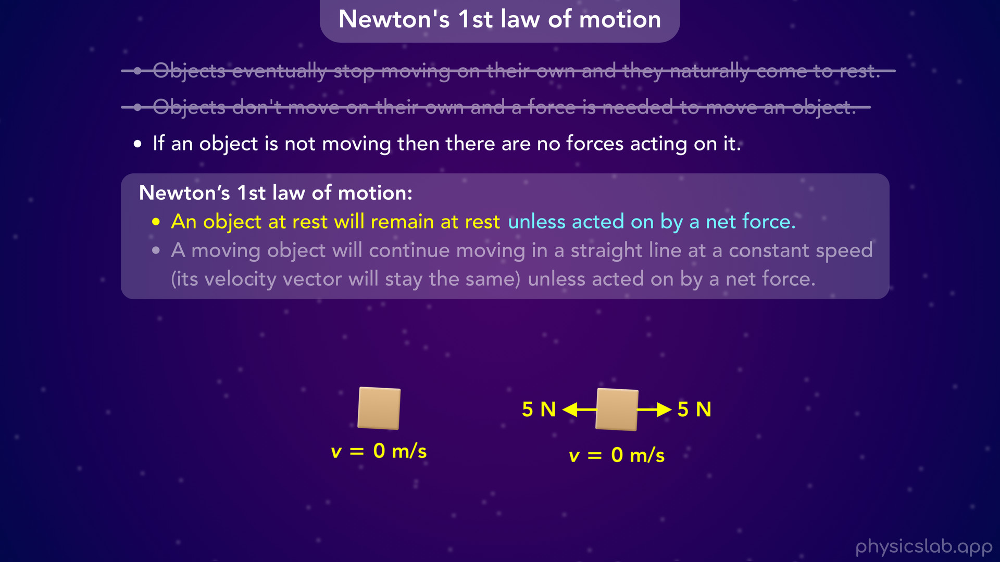 Newton's 1st law of motion
• Objects eventually stop moving on their own and they naturally come to rest.
• Objects don't move on their own and a force is needed to move an object.
• If an object is not moving then there are no forces acting on it.
Newton’s 1st law of motion:
• An object at rest will remain at rest unless acted on by a net force.
• A moving object will continue moving in a straight line at a constant speed
(its velocity vector will stay the same) unless acted on by a net force.
5 N 5 N
v = 0 m/s v = 0 m/s
physicslab.app